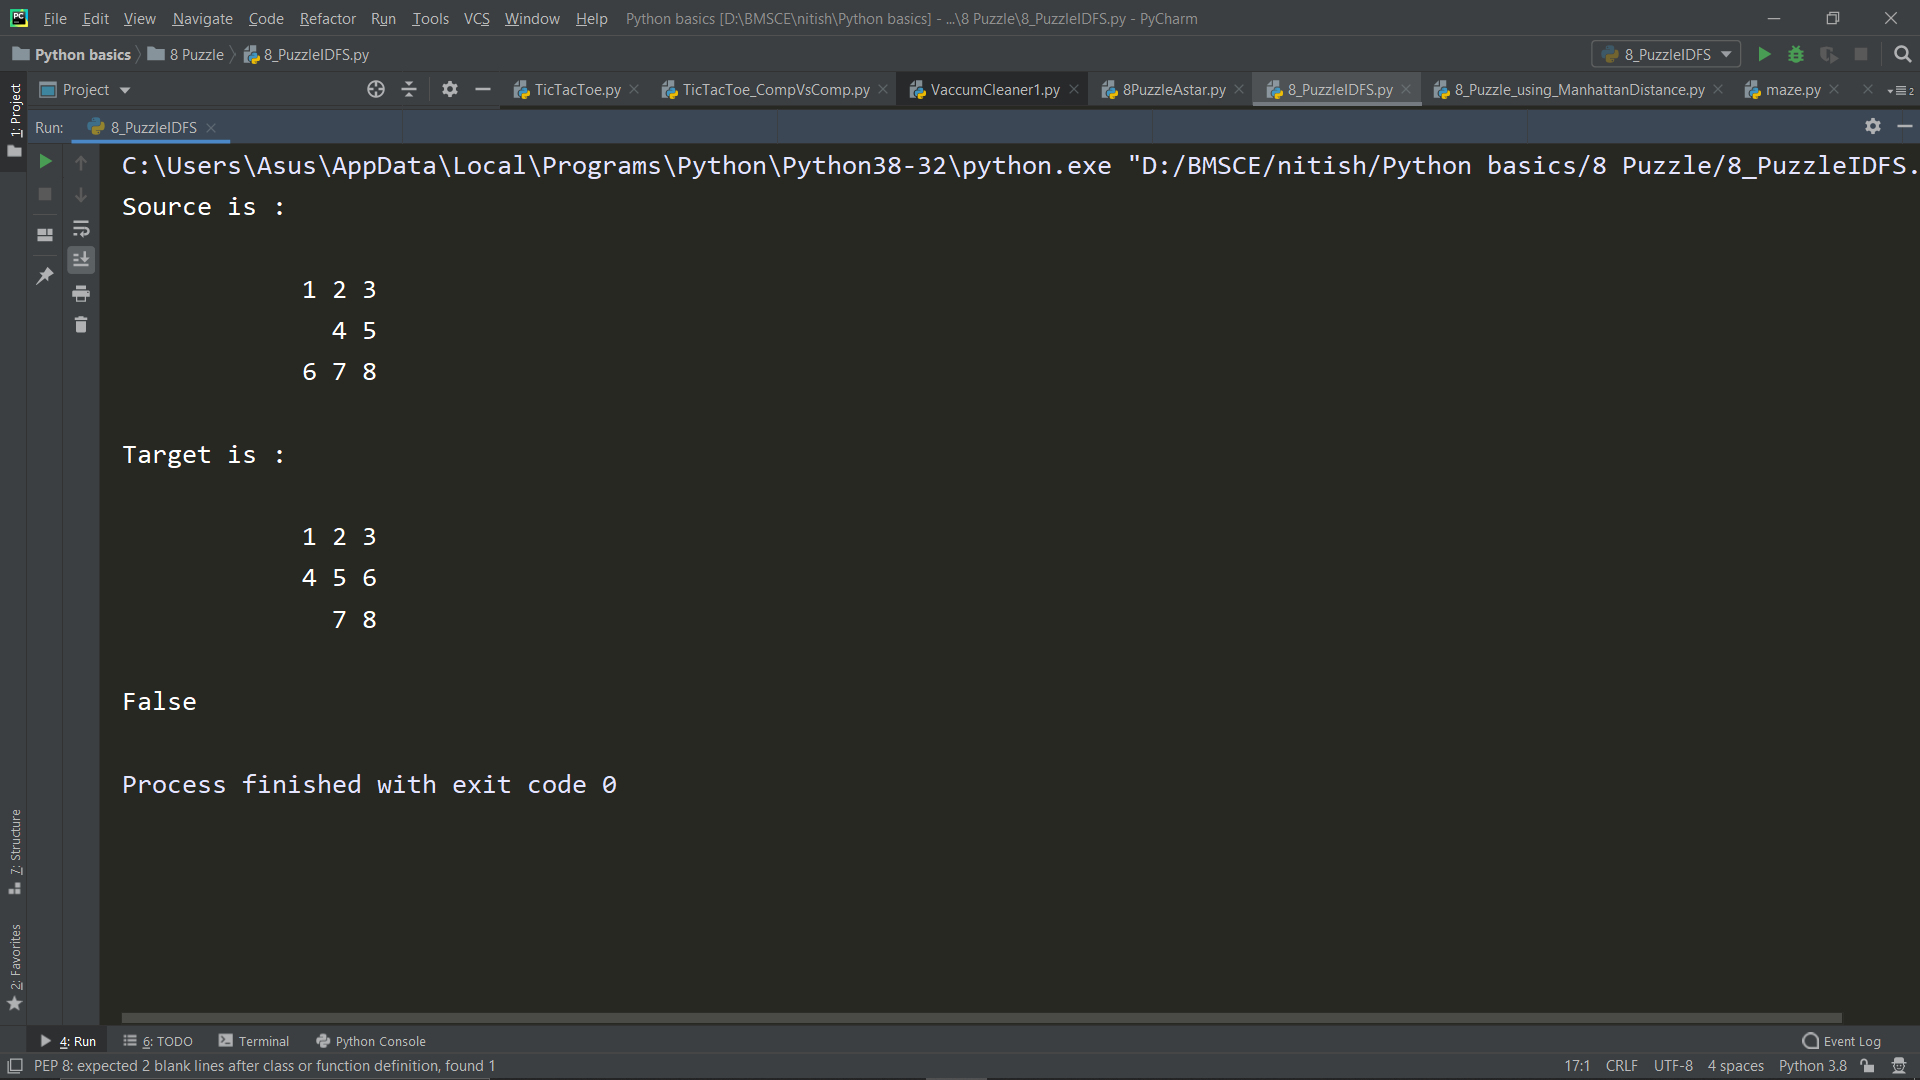 File Edit View Navigate Code Refactor Run Tools VCS Window Help Python basics [D:\BMSCE\nitish\Python basics] - ...\8 Puzzle\8_PuzzleIDFS.py - PyCharm
Python basics 8 Puzzle 8_PuzzleIDFS.py 8_PuzzleIDFS
1: Project
Project TicTacToe.py TicTacToe_CompVsComp.py VaccumCleaner1.py 8PuzzleAstar.py 8_PuzzleIDFS.py 8_Puzzle_using_ManhattanDistance.py maze.py 2
Run: 8_PuzzleIDFS
C:\Users\Asus\AppData\Local\Programs\Python\Python38-32\python.exe "D:/BMSCE/nitish/Python basics/8 Puzzle/8_PuzzleIDFS.
Source is :
1 2 3
4 5
6 7 8
Target is :
1 2 3
4 5 6
7 8
False
Process finished with exit code 0
7: Structure
2: Favorites
4: Run 6: TODO Terminal Python Console Event Log
PEP 8: expected 2 blank lines after class or function definition, found 1 17:1 CRLF UTF-8 4 spaces Python 3.8